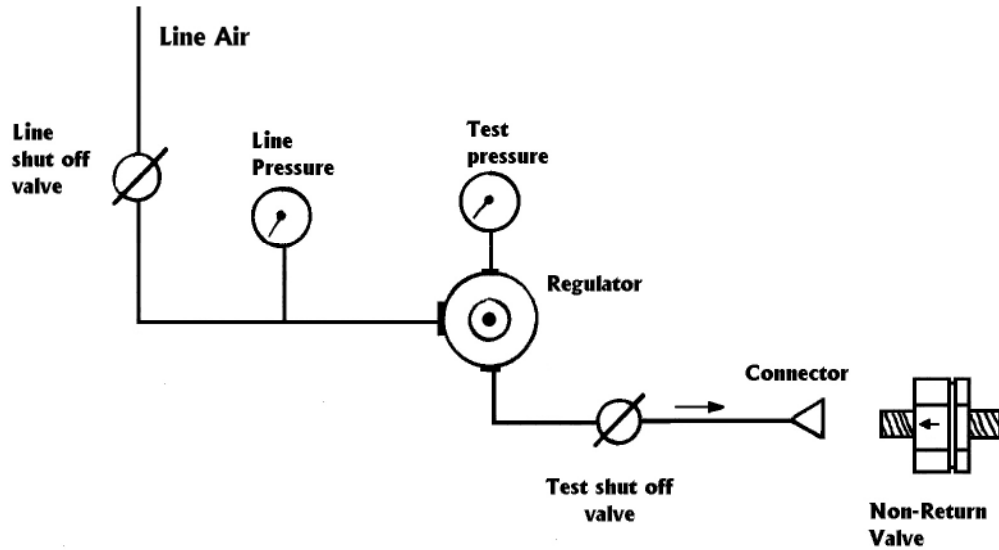 Line Air
Line
shut off
valve
Line
Pressure
Test
pressure
Regulator
Connector
Test shut off
valve
Non-Return
Valve